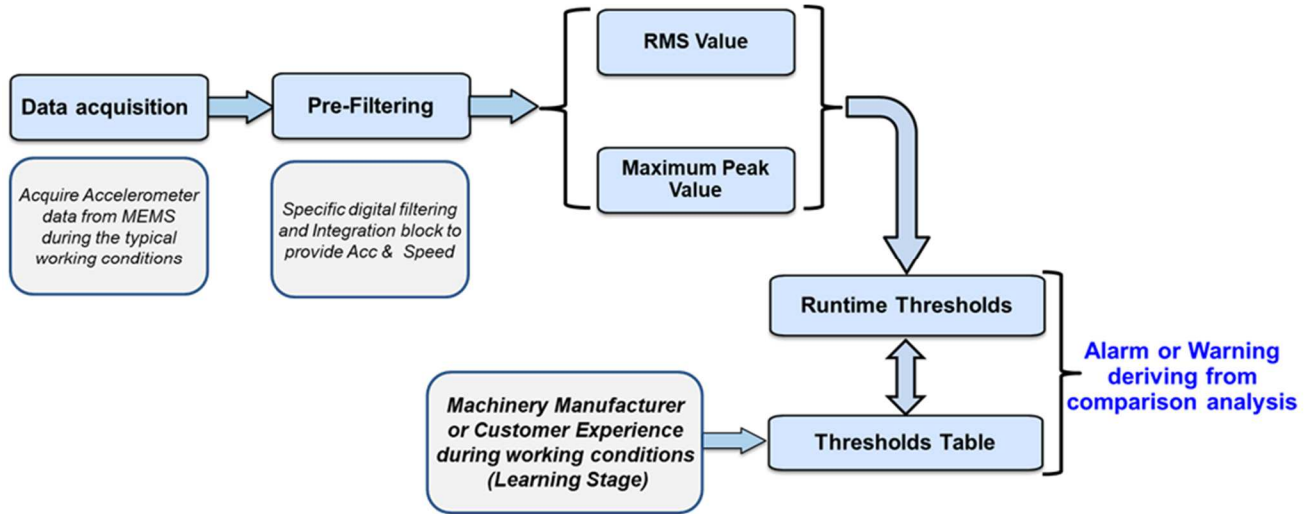 Data acquisition
Acquire Accelerometer
data from MEMS
during the typical
working conditions
Pre-Filtering
Specific digital filtering
and Integration block to
provide Acc & Speed
RMS Value
Maximum Peak
Value
Runtime Thresholds
Machinery Manufacturer
or Customer Experience
during working conditions
(Learning Stage)
Thresholds Table
Alarm or Warning
deriving from
comparison analysis